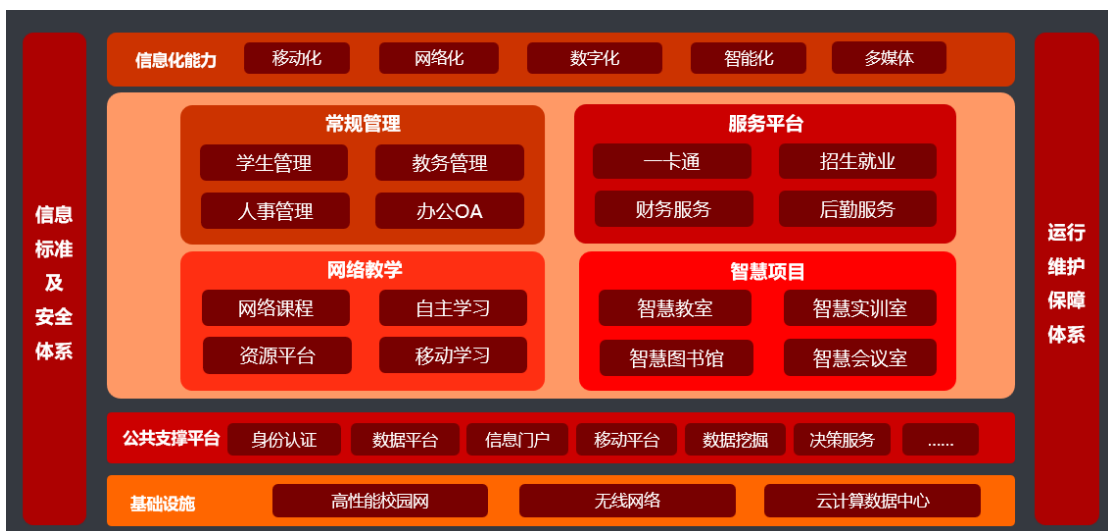 信息化能力 移动化 网络化 数字化 智能化 多媒体
信息
标准
及
安全
体系
常规管理
学生管理 教务管理
人事管理 办公OA
服务平台
一卡通 招生就业
财务服务 后勤服务
网络教学
网络课程 自主学习
资源平台 移动学习
智慧项目
智慧教室 智慧实训室
智慧图书馆 智慧会议室
运行
维护
保障
体系
公共支撑平台 身份认证 数据平台 信息门户 移动平台 数据挖掘 决策服务 ......
基础设施 高性能校园网 无线网络 云计算数据中心